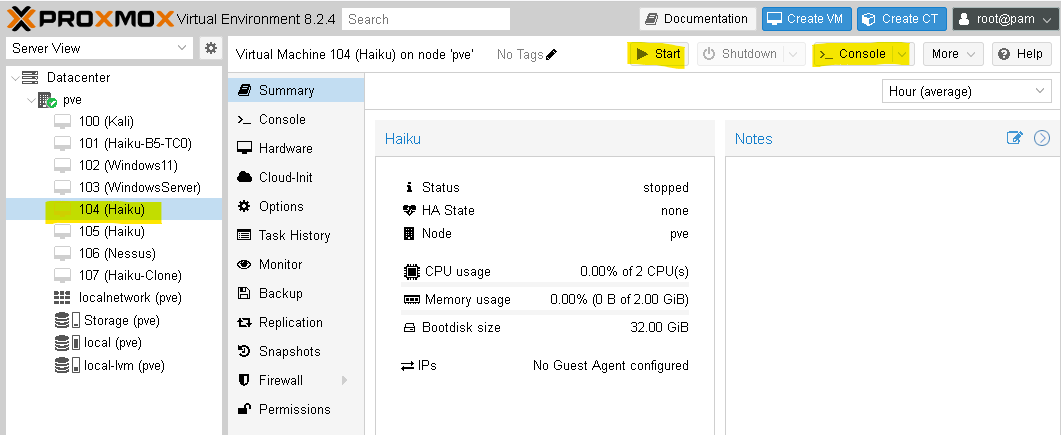 PROXMOX Virtual Environment 8.2.4 Search Documentation Create VM Create CT root@pam
Server View
Virtual Machine 104 (Haiku) on node 'pve' No Tags Start Shutdown >_ Console More Help
Datacenter
pve
100 (Kali)
101 (Haiku-B5-TC0)
102 (Windows11)
103 (WindowsServer)
104 (Haiku)
105 (Haiku)
106 (Nessus)
107 (Haiku-Clone)
localnetwork (pve)
Storage (pve)
local (pve)
local-lvm (pve)
Summary
>_ Console
Hardware
Cloud-Init
Options
Task History
Monitor
Backup
Replication
Snapshots
Firewall
Permissions
Hour (average)
Haiku
Status stopped
HA State none
Node pve
CPU usage 0.00% of 2 CPU(s)
Memory usage 0.00% (0 B of 2.00 GiB)
Bootdisk size 32.00 GiB
IPs No Guest Agent configured
Notes